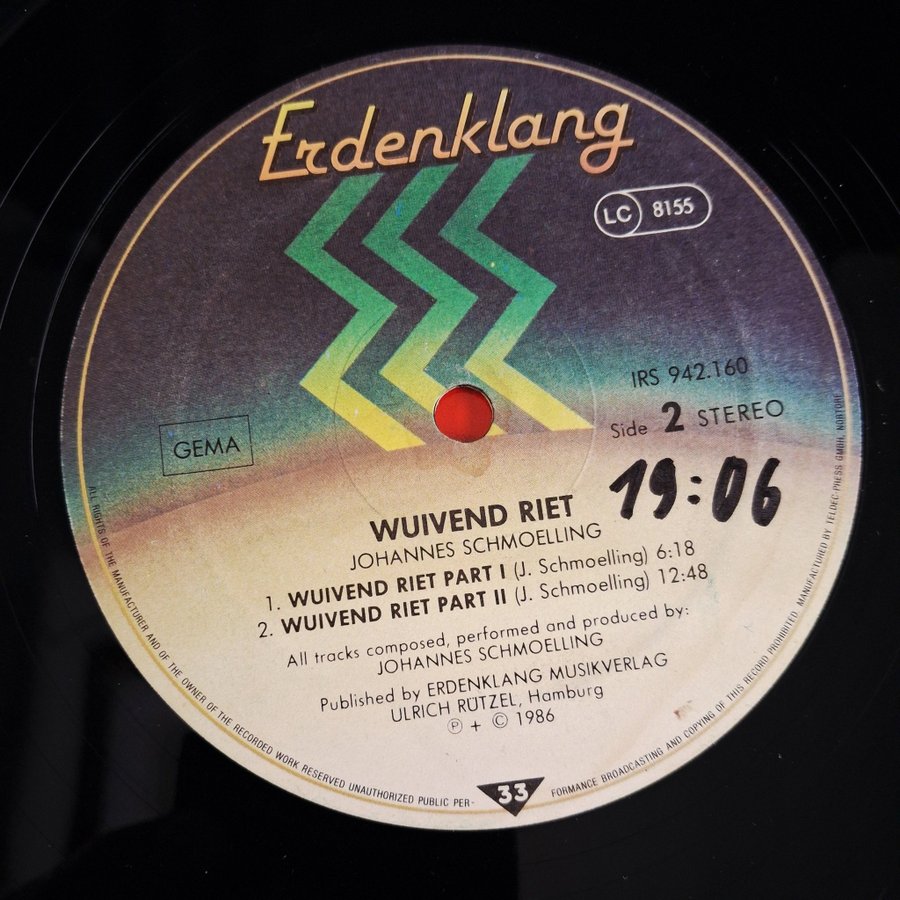 Erdenklang
LC 8155
IRS 942.160
Side 2 STEREO
GEMA
19:06
WUIVEND RIET
JOHANNES SCHMOELLING
1. WUIVEND RIET PART I (J. Schmoelling) 6:18
2. WUIVEND RIET PART II (J. Schmoelling) 12:48
All tracks composed, performed and produced by:
JOHANNES SCHMOELLING
Published by ERDENKLANG MUSIKVERLAG
ULRICH RÜTZEL, Hamburg
℗ + © 1986
33
ALL RIGHTS OF THE MANUFACTURER AND OF THE OWNER OF THE RECORDED WORK RESERVED UNAUTHORIZED PUBLIC PER-
FORMANCE BROADCASTING AND COPYING OF THIS RECORD PROHIBITED. MANUFACTURED BY TELDEC-PRESS GMBH, NORTORF